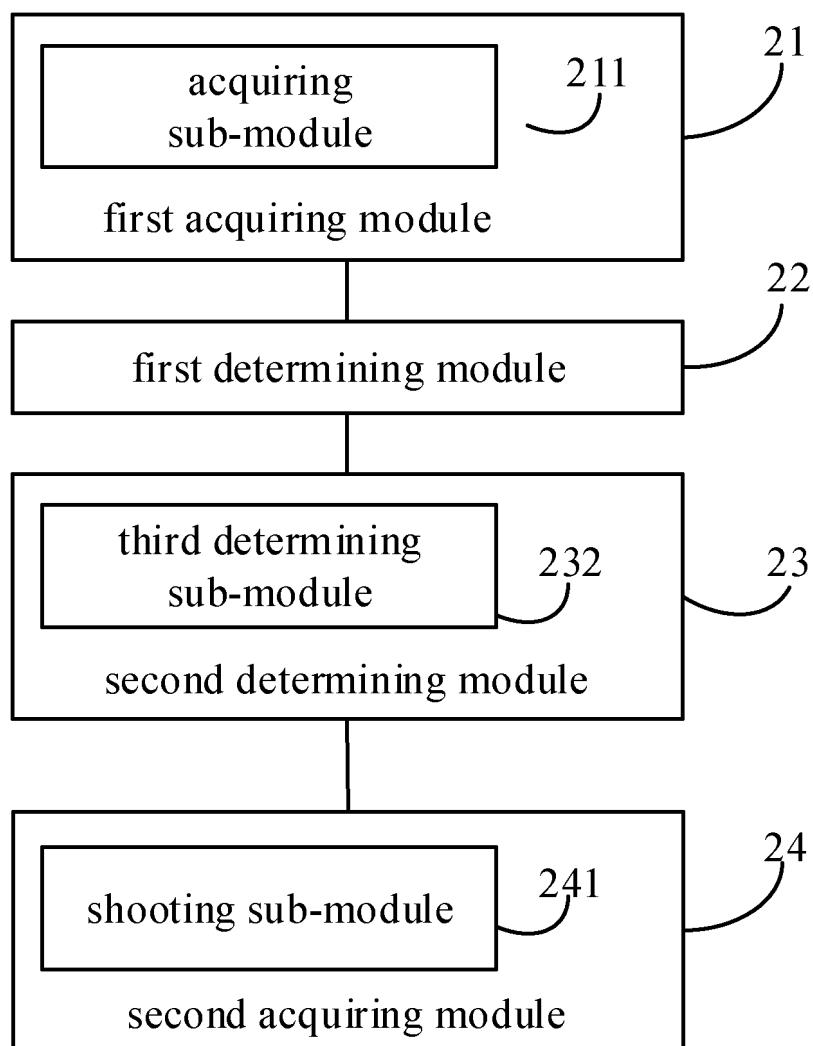 acquiring
sub-module
211
21
first acquiring module
22
first determining module
third determining
sub-module
232
23
second determining module
shooting sub-module
241
24
second acquiring module